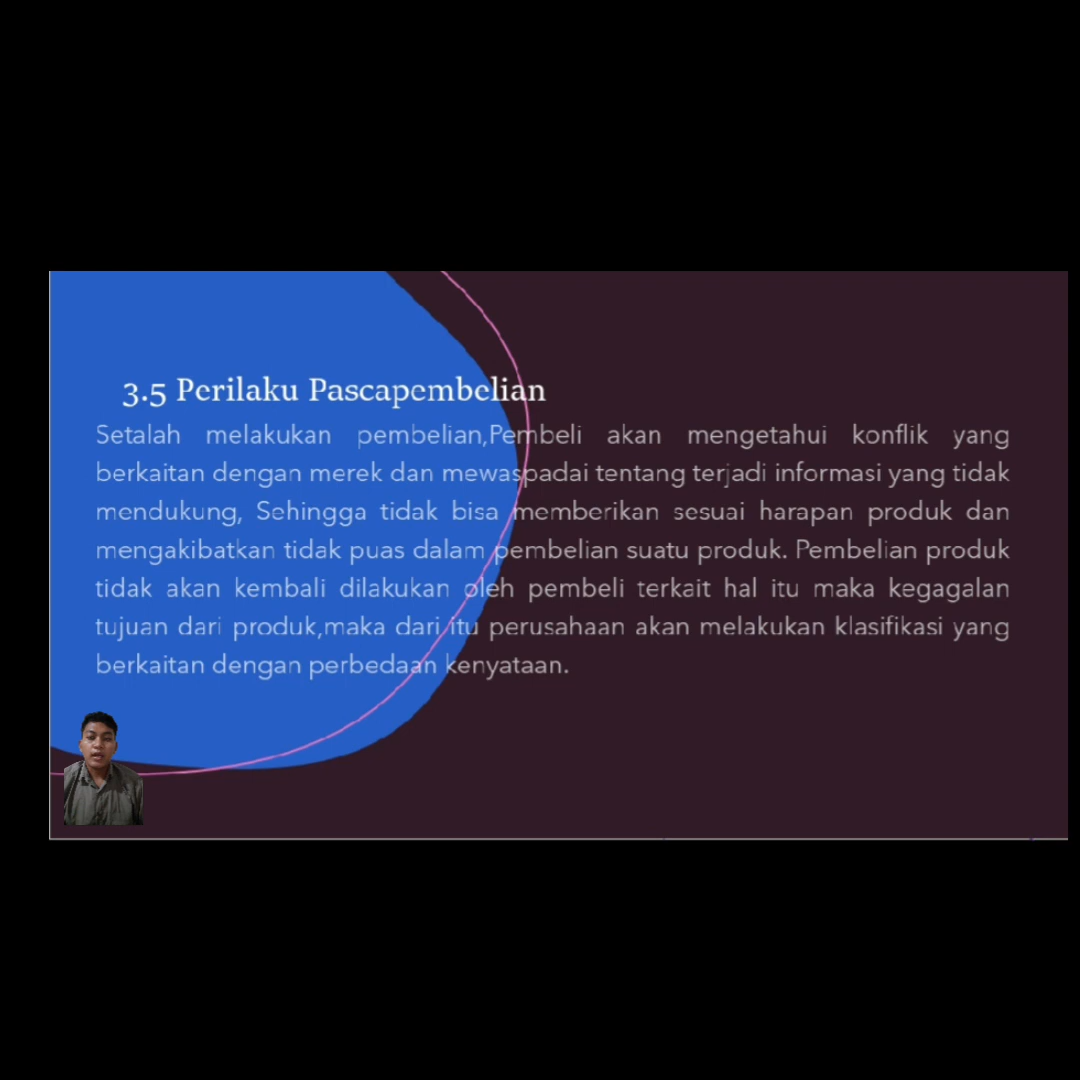 3.5 Perilaku Pascapembelian
Setalah melakukan pembelian,Pembeli akan mengetahui konflik yang
berkaitan dengan merek dan mewaspadai tentang terjadi informasi yang tidak
mendukung, Sehingga tidak bisa memberikan sesuai harapan produk dan
mengakibatkan tidak puas dalam pembelian suatu produk. Pembelian produk
tidak akan kembali dilakukan oleh pembeli terkait hal itu maka kegagalan
tujuan dari produk,maka dari itu perusahaan akan melakukan klasifikasi yang
berkaitan dengan perbedaan kenyataan.